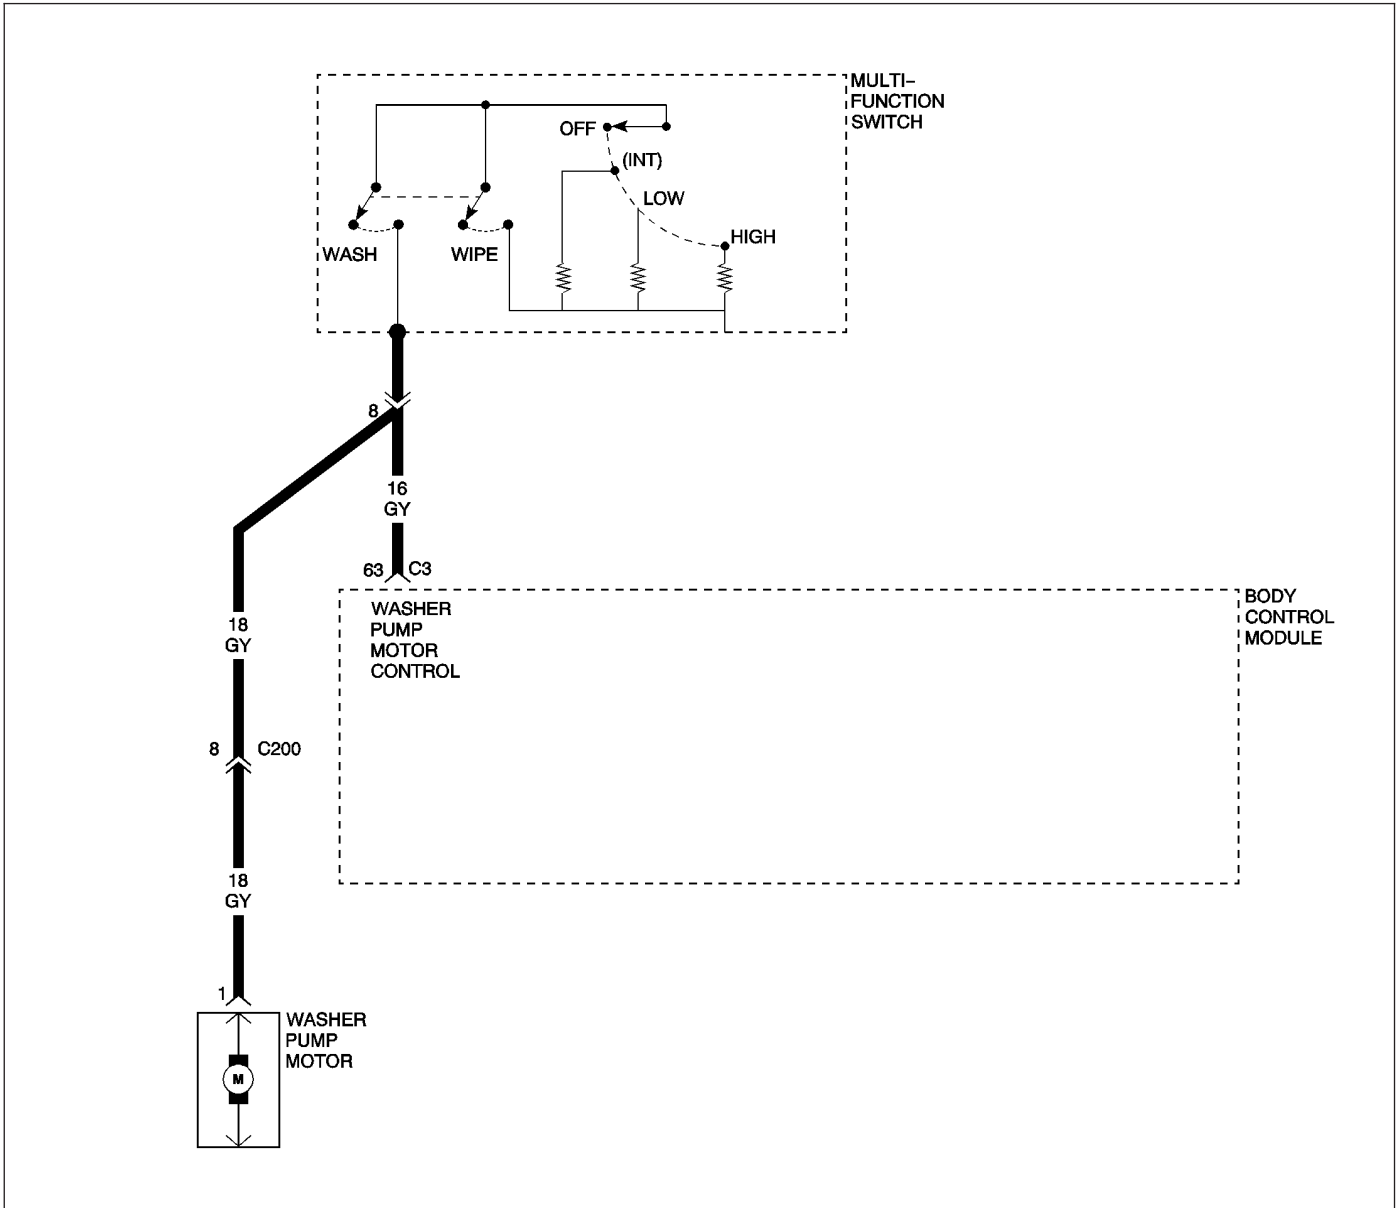 MULTI-
FUNCTION
SWITCH
OFF
(INT)
LOW
HIGH
WASH
WIPE
8
16
GY
63
C3
WASHER
PUMP
MOTOR
CONTROL
BODY
CONTROL
MODULE
18
GY
8
C200
18
GY
1
WASHER
PUMP
MOTOR
M